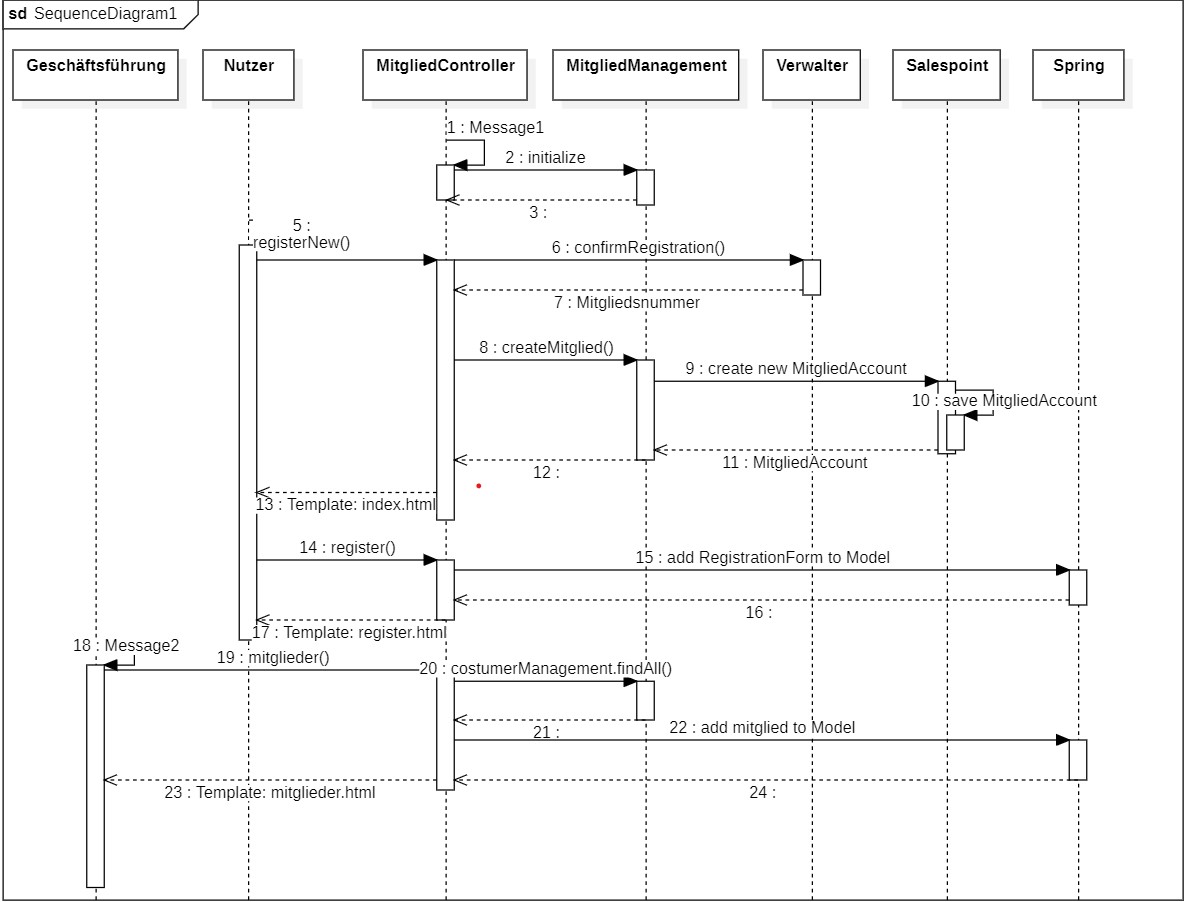 sd SequenceDiagram1
Geschäftsführung
Nutzer
MitgliedController
MitgliedManagement
Verwalter
Salespoint
Spring
1 : Message1
2 : initialize
3 :
5 :
registerNew()
6 : confirmRegistration()
7 : Mitgliedsnummer
8 : createMitglied()
9 : create new MitgliedAccount
10 : save MitgliedAccount
11 : MitgliedAccount
12 :
13 : Template: index.html
14 : register()
15 : add RegistrationForm to Model
16 :
17 : Template: register.html
18 : Message2
19 : mitglieder()
20 : costumerManagement.findAll()
21 :
22 : add mitglied to Model
23 : Template: mitglieder.html
24 :